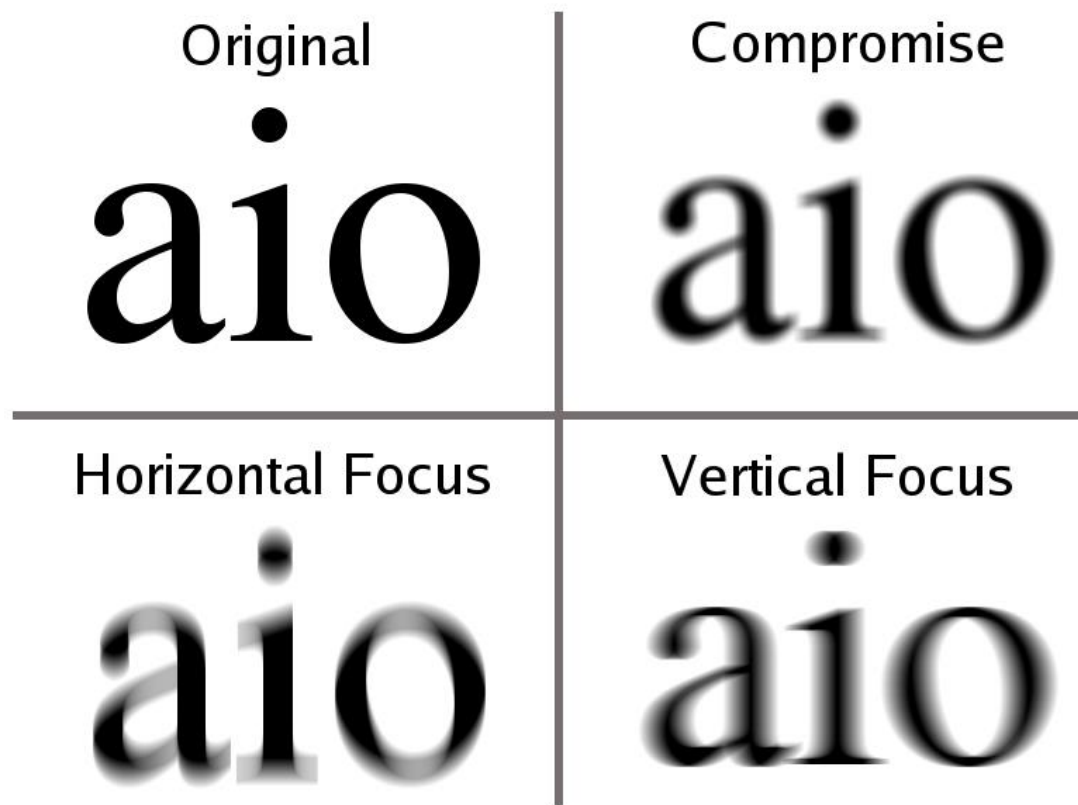 Original
aio
Compromise
aio
Horizontal Focus
aio
Vertical Focus
aio